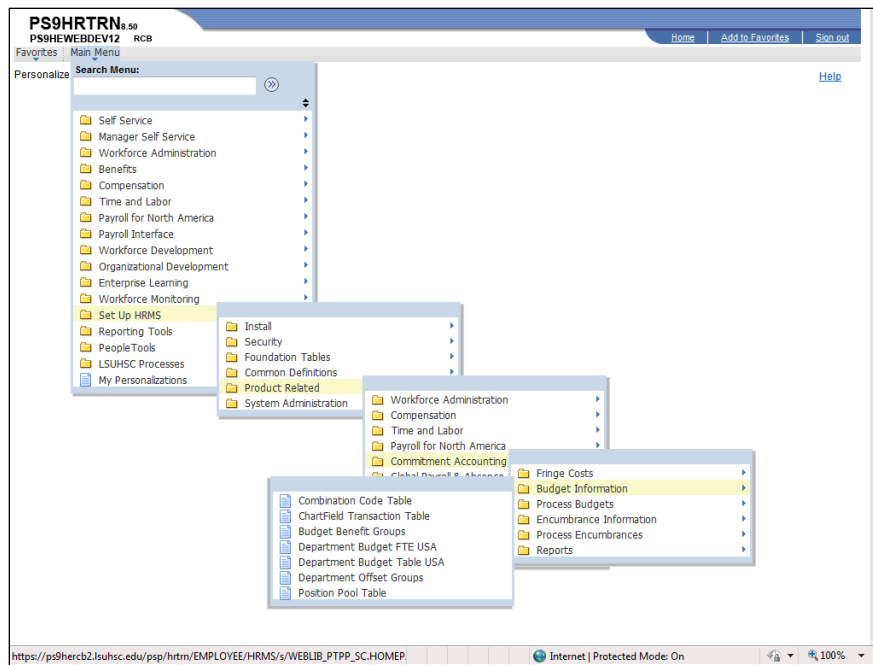 PS9HRTRN8.50
PS9HEWEBDEV12 RCB
Home Add to Favorites Sign out
Favorites Main Menu
Personalize
Search Menu:
Help
Self Service
Manager Self Service
Workforce Administration
Benefits
Compensation
Time and Labor
Payroll for North America
Payroll Interface
Workforce Development
Organizational Development
Enterprise Learning
Workforce Monitoring
Set Up HRMS
Reporting Tools
PeopleTools
LSUHSC Processes
My Personalizations
Install
Security
Foundation Tables
Common Definitions
Product Related
System Administration
Workforce Administration
Compensation
Time and Labor
Payroll for North America
Commitment Accounting
Global Payroll & Absence
Fringe Costs
Budget Information
Process Budgets
Encumbrance Information
Process Encumbrances
Reports
Combination Code Table
ChartField Transaction Table
Budget Benefit Groups
Department Budget FTE USA
Department Budget Table USA
Department Offset Groups
Position Pool Table
https://ps9hercb2.lsuhsc.edu/psp/hrtrn/EMPLOYEE/HRMS/s/WEBLIB_PTPP_SC.HOMEP
Internet | Protected Mode: On
100%